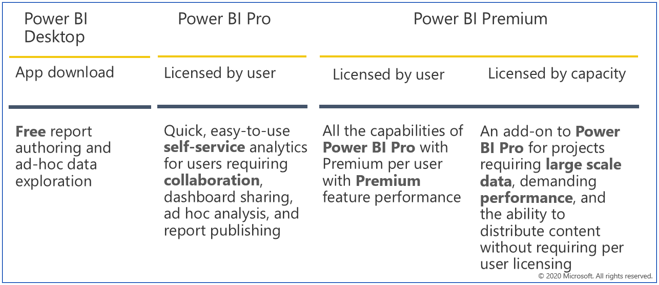 Power BI
Desktop
Power BI Pro
Power BI Premium
App download
Licensed by user
Licensed by user
Licensed by capacity
Free report
authoring and
ad-hoc data
exploration
Quick, easy-to-use
self-service analytics
for users requiring
collaboration,
dashboard sharing,
ad hoc analysis, and
report publishing
All the capabilities of
Power BI Pro with
Premium per user
with Premium
feature performance
An add-on to Power
BI Pro for projects
requiring large scale
data, demanding
performance, and
the ability to
distribute content
without requiring per
user licensing
© 2020 Microsoft. All rights reserved.